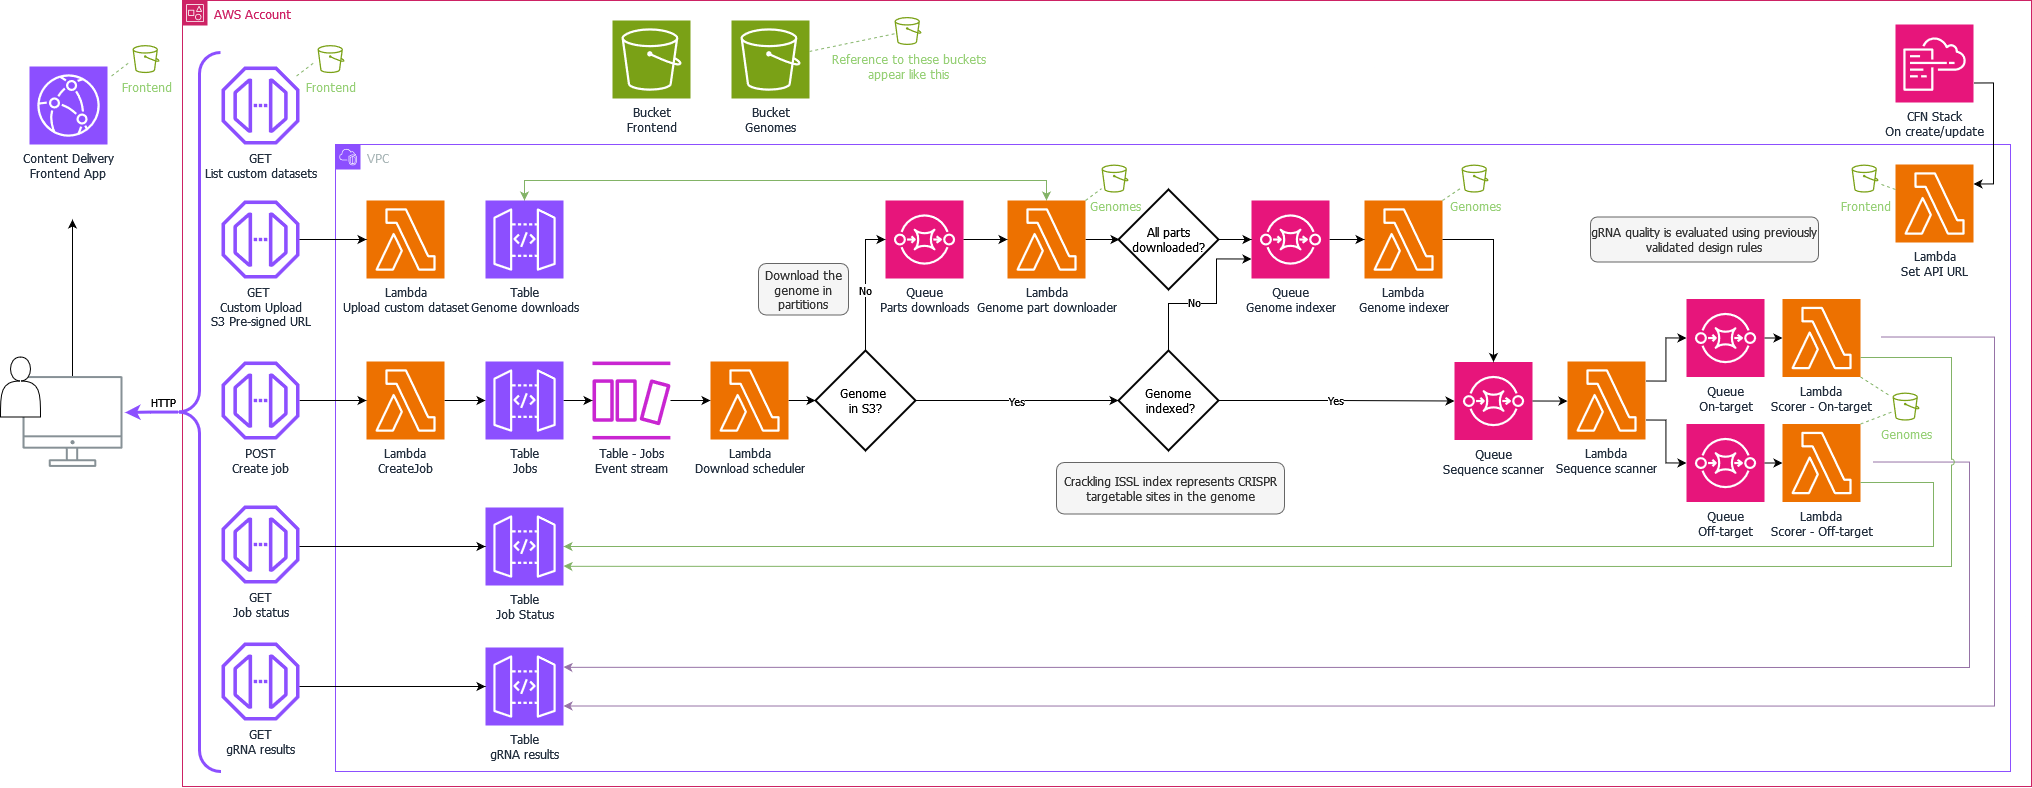 AWS Account
Frontend
Content Delivery
Frontend App
Frontend
GET
List custom datasets
Bucket
Frontend
Bucket
Genomes
Reference to these buckets
appear like this
CFN Stack
On create/update
VPC
GET
Custom Upload
S3 Pre-signed URL
Lambda
Upload custom dataset
Table
Genome downloads
Download the
genome in
partitions
No
Queue
Parts downloads
Genomes
Lambda
Genome part downloader
All parts
downloaded?
No
Queue
Genome indexer
Genomes
Lambda
Genome indexer
gRNA quality is evaluated using previously
validated design rules
Frontend
Lambda
Set API URL
HTTP
POST
Create job
Lambda
CreateJob
Table
Jobs
Table - Jobs
Event stream
Lambda
Download scheduler
Genome
in S3?
Yes
Genome
indexed?
Yes
Crackling ISSL index represents CRISPR
targetable sites in the genome
Queue
Sequence scanner
Lambda
Sequence scanner
Queue
On-target
Lambda
Scorer - On-target
Genomes
Queue
Off-target
Lambda
Scorer - Off-target
GET
Job status
Table
Job Status
GET
gRNA results
Table
gRNA results